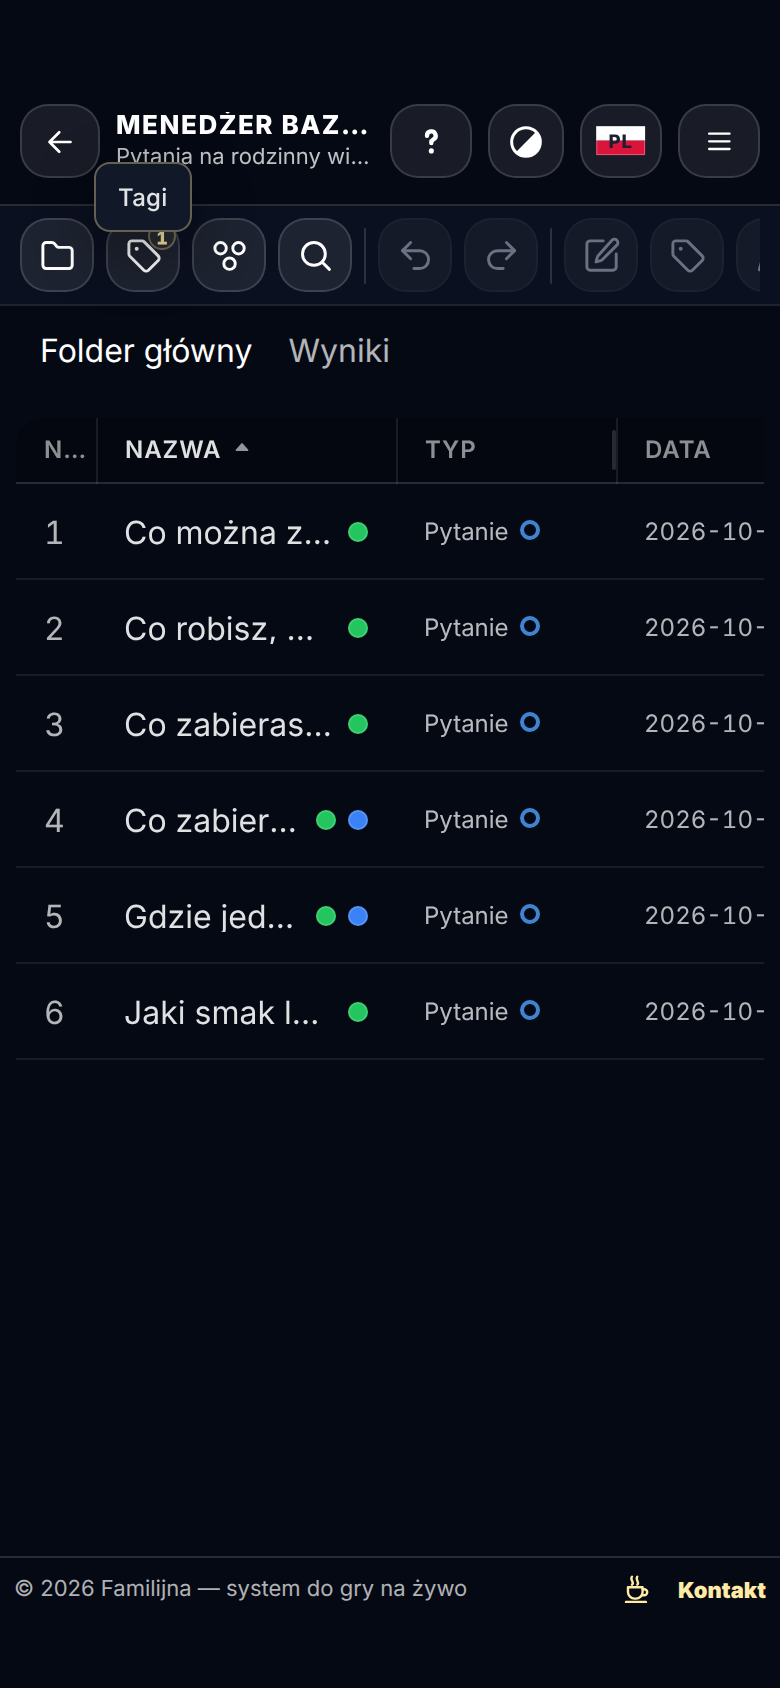 MENEDŻER BAZ...
Pytania na rodzinny wi...
?
PL
Tagi
1
Folder główny Wyniki
N... NAZWA TYP DATA
1 Co można z... Pytanie 2026-10-
2 Co robisz, ... Pytanie 2026-10-
3 Co zabieras... Pytanie 2026-10-
4 Co zabier... Pytanie 2026-10-
5 Gdzie jed... Pytanie 2026-10-
6 Jaki smak l... Pytanie 2026-10-
© 2026 Familijna — system do gry na żywo Kontakt